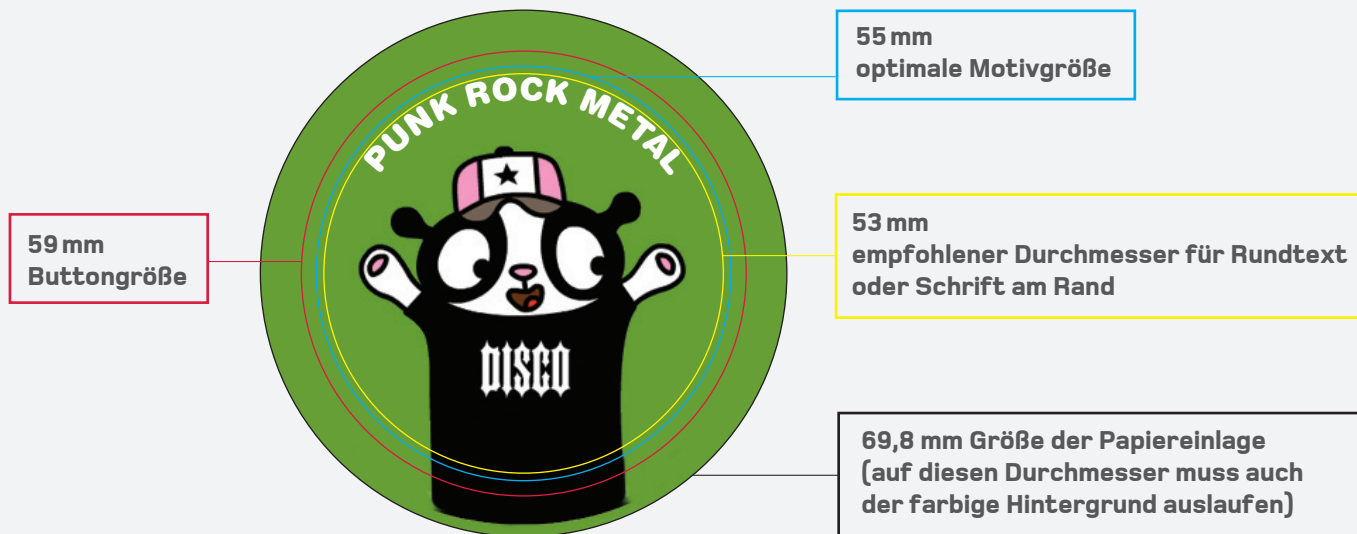 55 mm
optimale Motivgröße
PUNK ROCK METAL
53 mm
empfohlener Durchmesser für Rundtext
oder Schrift am Rand
59 mm
Buttongröße
DISCO
69,8 mm Größe der Papiereinlage
(auf diesen Durchmesser muss auch
der farbige Hintergrund auslaufen)